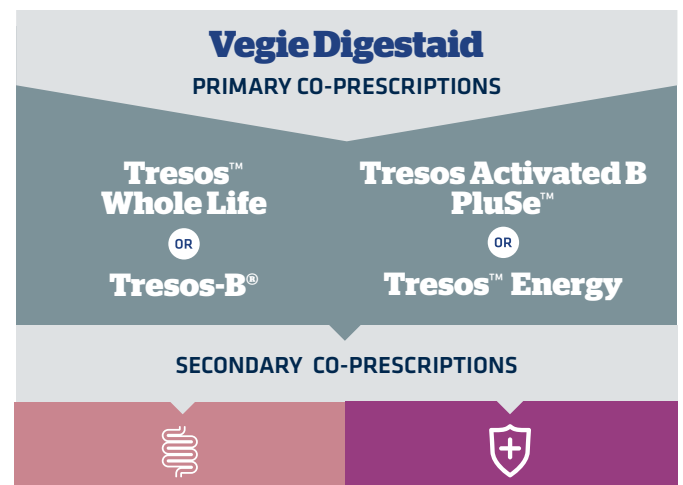 Vegie Digestaid
PRIMARY CO-PRESCRIPTIONS
Tresos™
Whole Life
OR
Tresos-B®
Tresos Activated B
PluSe™
OR
Tresos™ Energy
SECONDARY CO-PRESCRIPTIONS